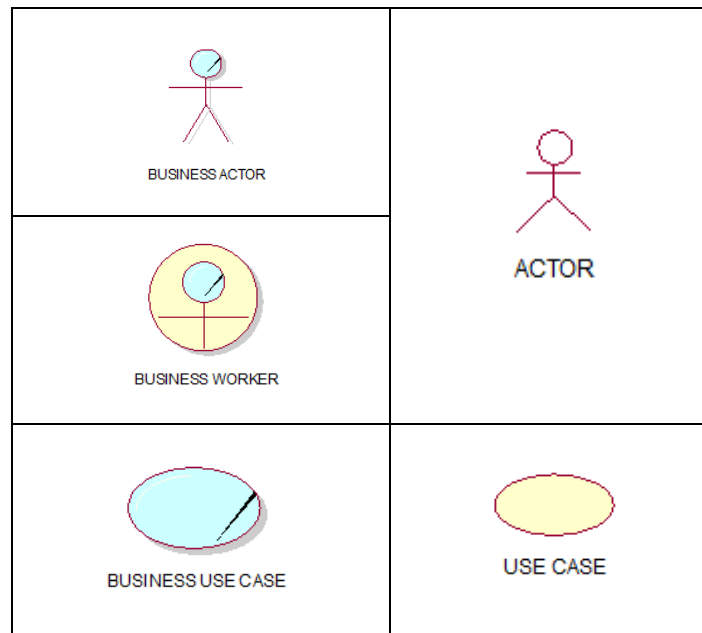 BUSINESS ACTOR
ACTOR
BUSINESS WORKER
BUSINESS USE CASE
USE CASE